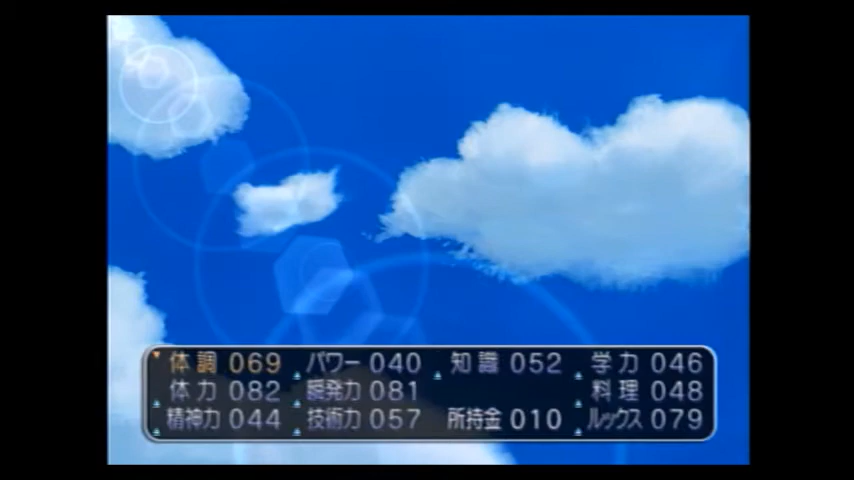 体調 069 パワー 040 知識 052 学力 046
体力 082 瞬発力 081 料理 048
精神力 044 技術力 057 所持金 010 ルックス 079